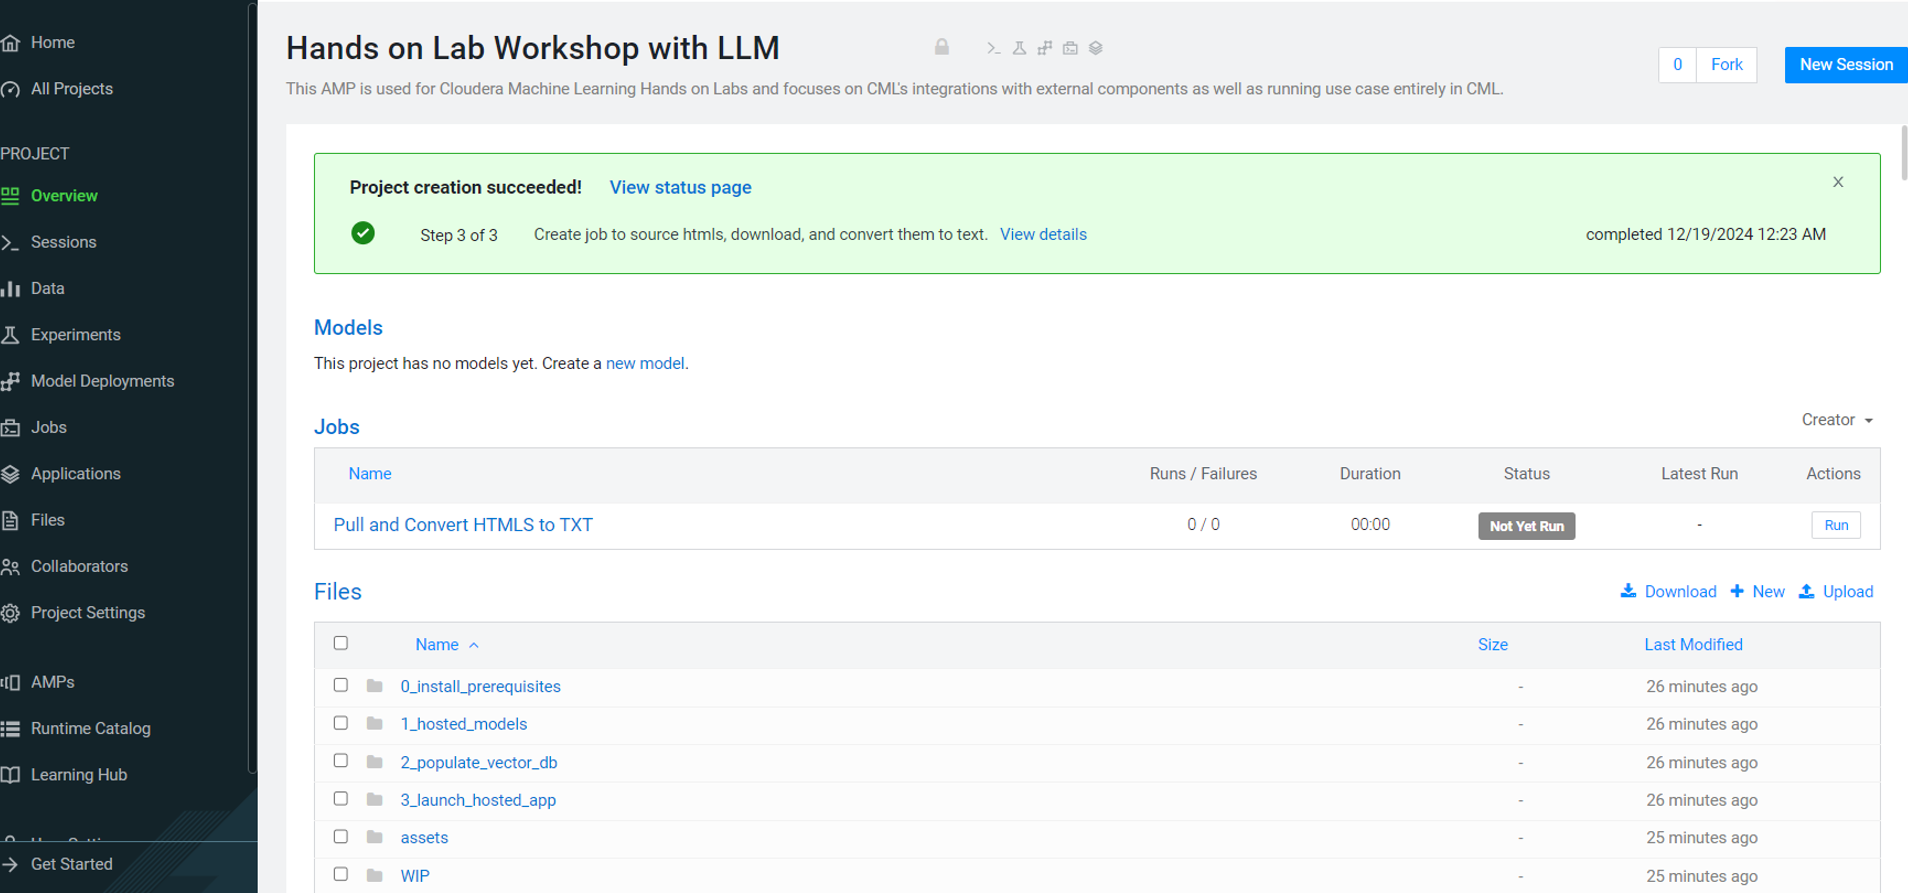 Home
All Projects
PROJECT
Overview
Sessions
Data
Experiments
Model Deployments
Jobs
Applications
Files
Collaborators
Project Settings
AMPs
Runtime Catalog
Learning Hub
Get Started
Hands on Lab Workshop with LLM
0 Fork New Session
This AMP is used for Cloudera Machine Learning Hands on Labs and focuses on CML's integrations with external components as well as running use case entirely in CML.
Project creation succeeded! View status page
Step 3 of 3 Create job to source htmls, download, and convert them to text. View details completed 12/19/2024 12:23 AM
Models
This project has no models yet. Create a new model.
Jobs Creator
Name Runs / Failures Duration Status Latest Run Actions
Pull and Convert HTMLS to TXT 0 / 0 00:00 Not Yet Run - Run
Files Download New Upload
Name Size Last Modified
0_install_prerequisites - 26 minutes ago
1_hosted_models - 26 minutes ago
2_populate_vector_db - 26 minutes ago
3_launch_hosted_app - 26 minutes ago
assets - 25 minutes ago
WIP - 25 minutes ago